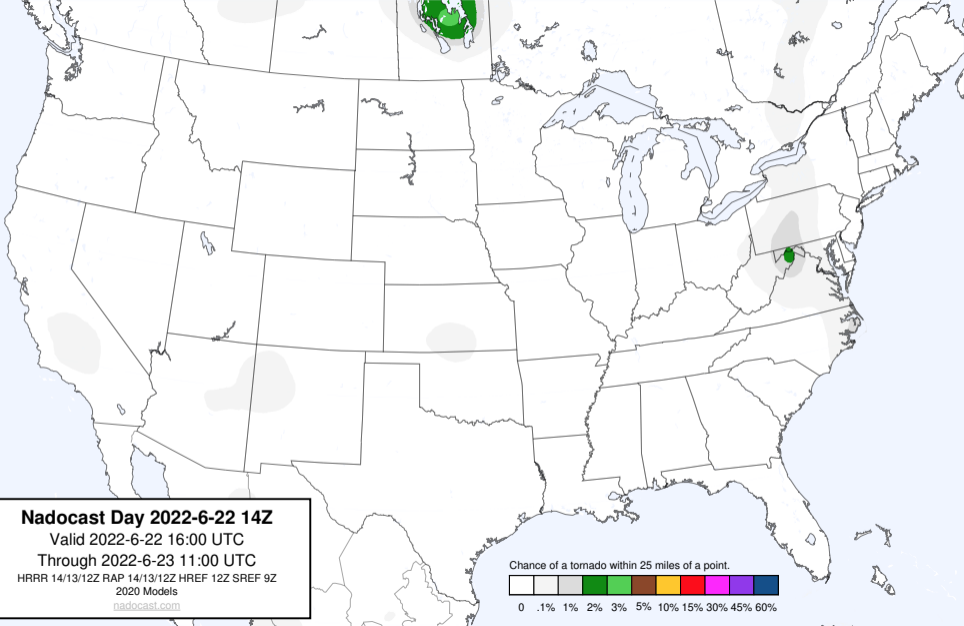 Nadocast Day 2022-6-22 14Z
Valid 2022-6-22 16:00 UTC
Through 2022-6-23 11:00 UTC
HRRR 14/13/12Z RAP 14/13/12Z HREF 12Z SREF 9Z
2020 Models
nadocast.com
Chance of a tornado within 25 miles of a point.
0 .1% 1% 2% 3% 5% 10% 15% 30% 45% 60%